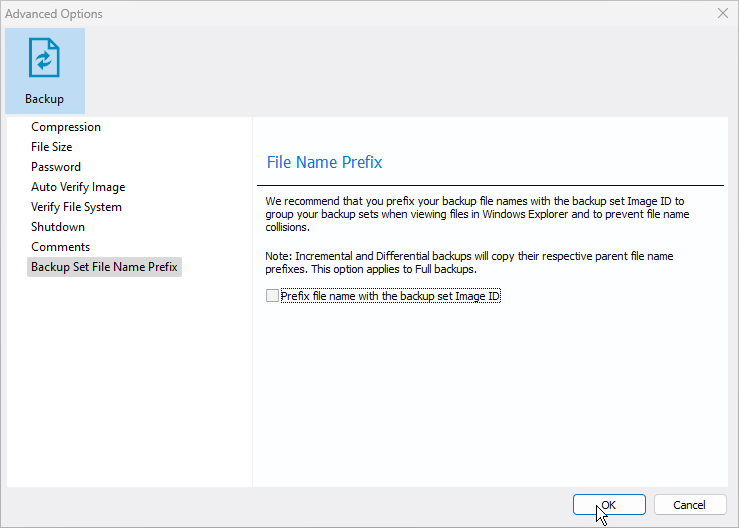 Advanced Options
Backup
Compression
File Size
Password
Auto Verify Image
Verify File System
Shutdown
Comments
Backup Set File Name Prefix
File Name Prefix
We recommend that you prefix your backup file names with the backup set Image ID to
group your backup sets when viewing files in Windows Explorer and to prevent file name
collisions.
Note: Incremental and Differential backups will copy their respective parent file name
prefixes. This option applies to Full backups.
Prefix file name with the backup set Image ID
OK
Cancel